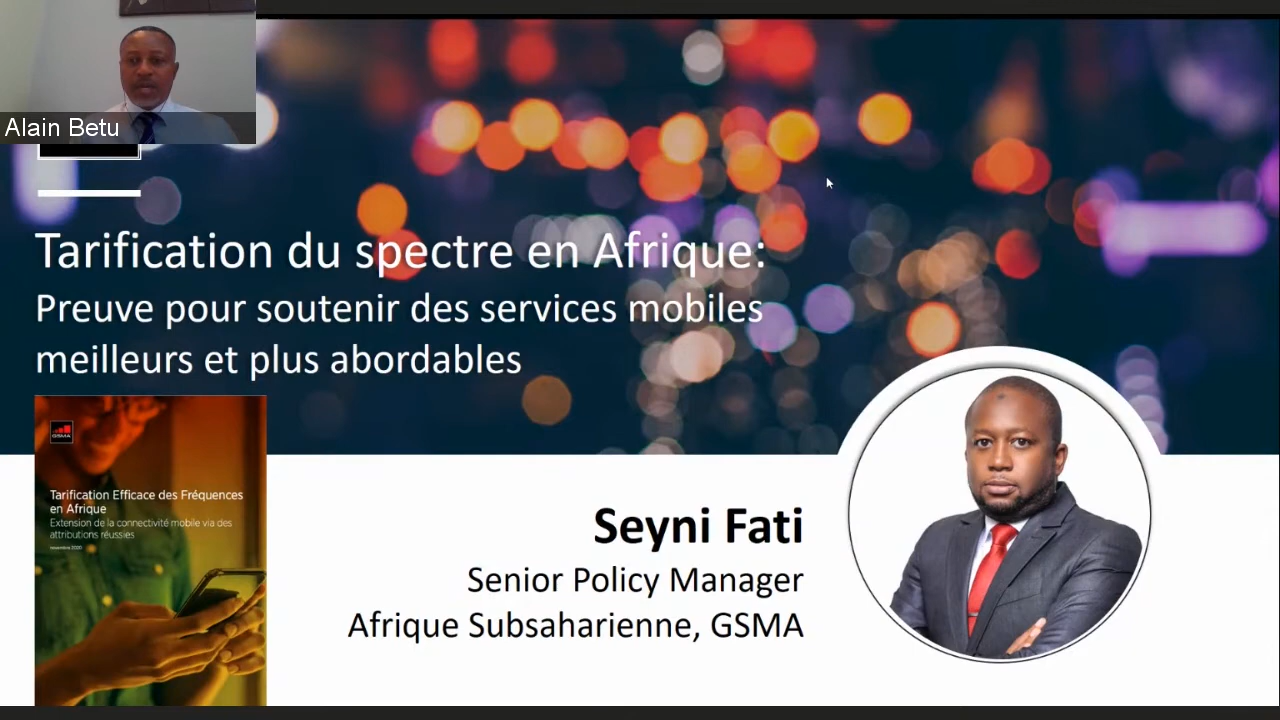 Alain Betu
Tarification du spectre en Afrique:
Preuve pour soutenir des services mobiles
meilleurs et plus abordables
GSMA
Tarification Efficace des Fréquences
en Afrique
Extension de la connectivité mobile via des
attributions réussies
novembre 2020
Seyni Fati
Senior Policy Manager
Afrique Subsaharienne, GSMA